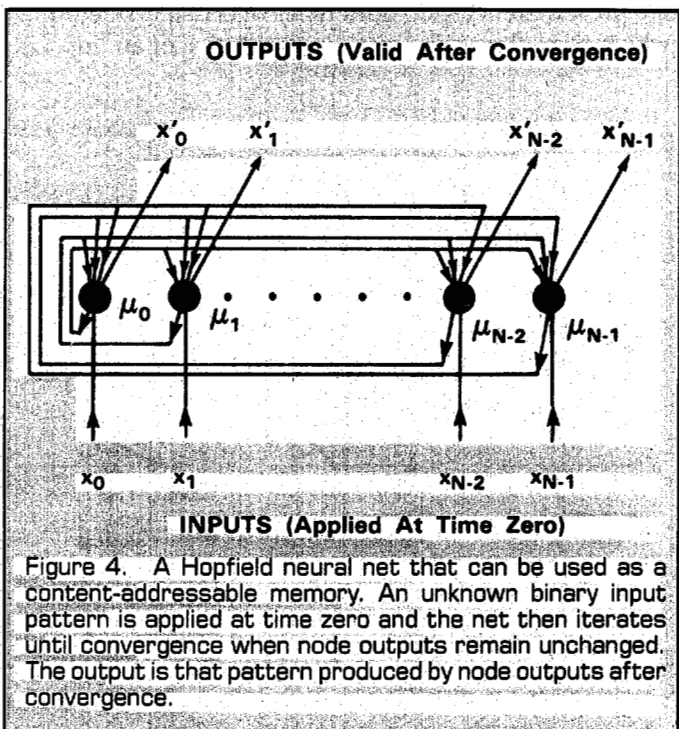 OUTPUTS (Valid After Convergence)
x'0 x'1 x'N-2 x'N-1
μ0 μ1 μN-2 μN-1
x0 x1 xN-2 xN-1
INPUTS (Applied At Time Zero)
Figure 4. A Hopfield neural net that can be used as a
content-addressable memory. An unknown binary input
pattern is applied at time zero and the net then iterates
until convergence when node outputs remain unchanged.
The output is that pattern produced by node outputs after
convergence.